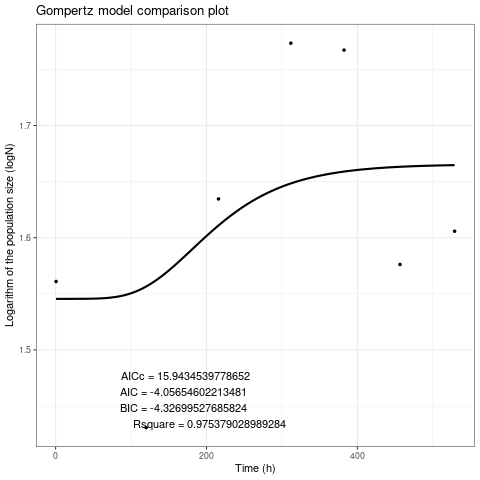 Gompertz model comparison plot
Logarithm of the population size (logN)
1.7
1.6
1.5
AICc = 15.9434539778652
AIC = -4.05654602213481
BIC = -4.32699527685824
Rsquare = 0.975379028989284
0 200 400
Time (h)